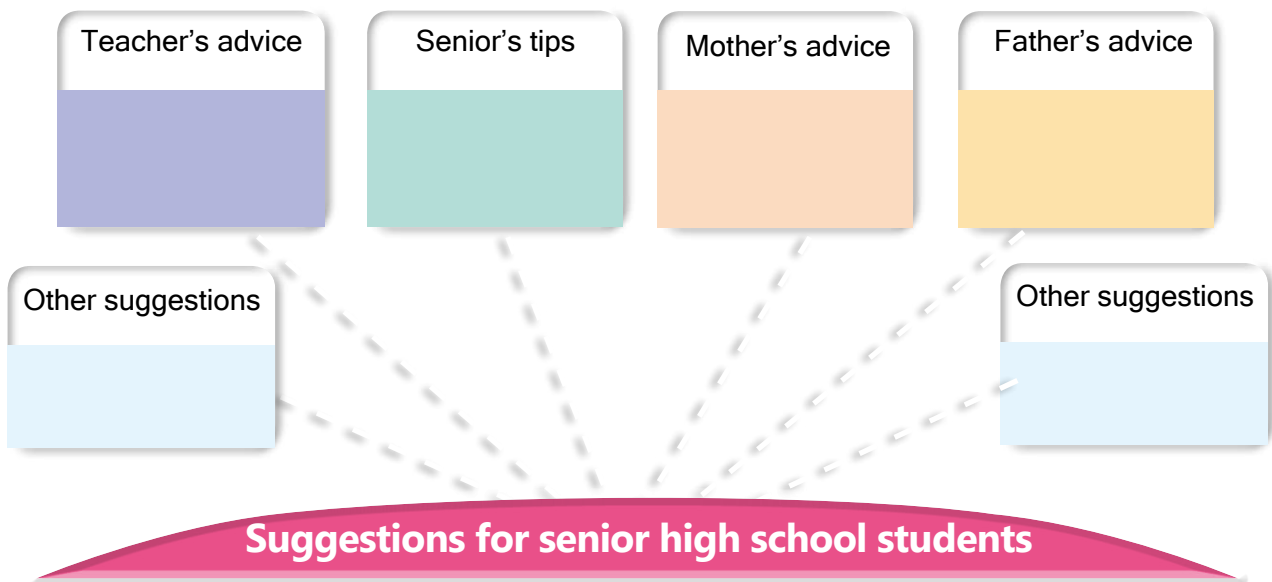 Teacher’s advice
Senior’s tips
Mother’s advice
Father’s advice
Other suggestions
Other suggestions
Suggestions for senior high school students